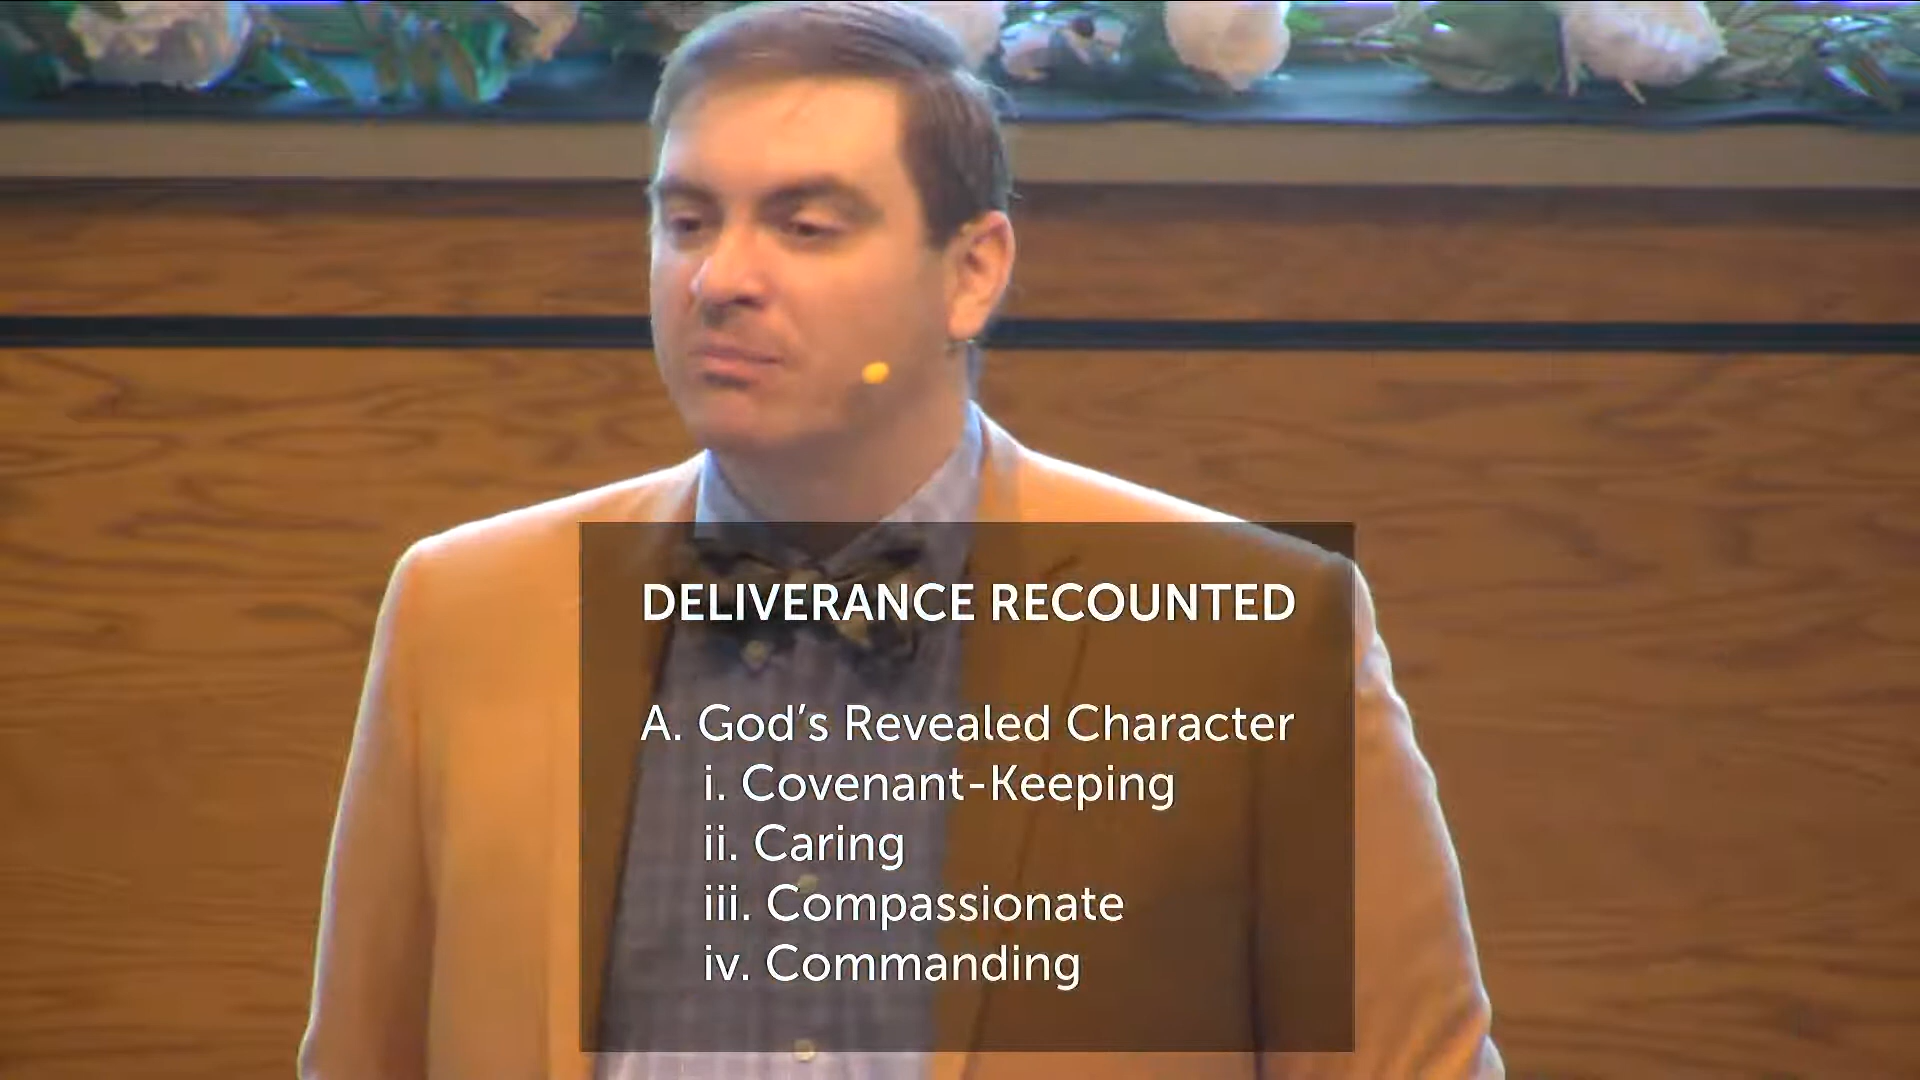 DELIVERANCE RECOUNTED
A. God's Revealed Character
i. Covenant-Keeping
ii. Caring
iii. Compassionate
iv. Commanding